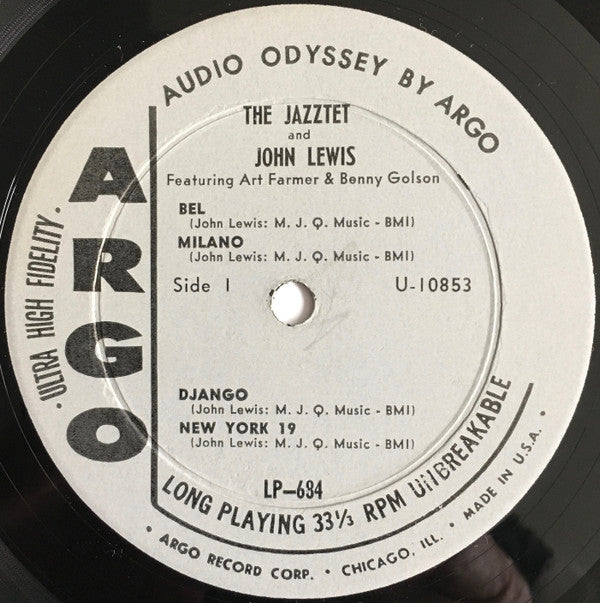 AUDIO ODYSSEY BY ARGO
THE JAZZTET
and
JOHN LEWIS
Featuring Art Farmer & Benny Golson
BEL
(John Lewis: M. J. Q. Music - BMI)
MILANO
(John Lewis: M. J. Q. Music - BMI)
Side 1 U-10853
DJANGO
(John Lewis: M. J. Q. Music - BMI)
NEW YORK 19
(John Lewis: M. J. Q. Music - BMI)
LP-684
ARGO
· ULTRA HIGH FIDELITY ·
LONG PLAYING 33⅓ RPM UNBREAKABLE
• ARGO RECORD CORP. • CHICAGO, ILL. • MADE IN U.S.A. •